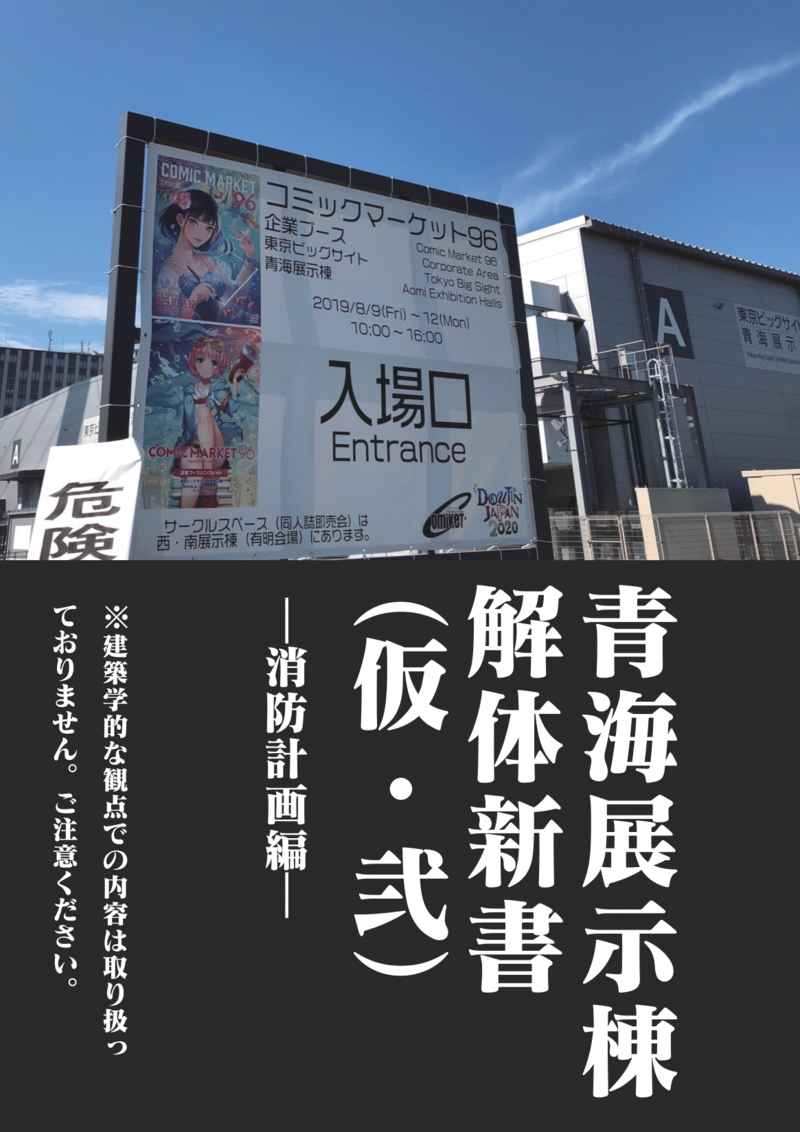 COMIC MARKET
96
COMIC MARKET 96
コミックマーケット96
企業ブース
東京ビッグサイト
青海展示棟
Comic Market 96
Corporate Area
Tokyo Big Sight
Aomi Exhibition Halls
2019/8/9(Fri)～12(Mon)
10:00～16:00
入場口
Entrance
サークルスペース（同人誌即売会）は
西・南展示棟（有明会場）にあります。
comiket
DOUJIN
JAPAN
2020
A
東京ビッグサイ
青海展示
A
危険
青海展示棟
解体新書
（仮・弐）
―消防計画編―
※建築学的な観点での内容は取り扱っ
ておりません。ご注意ください。